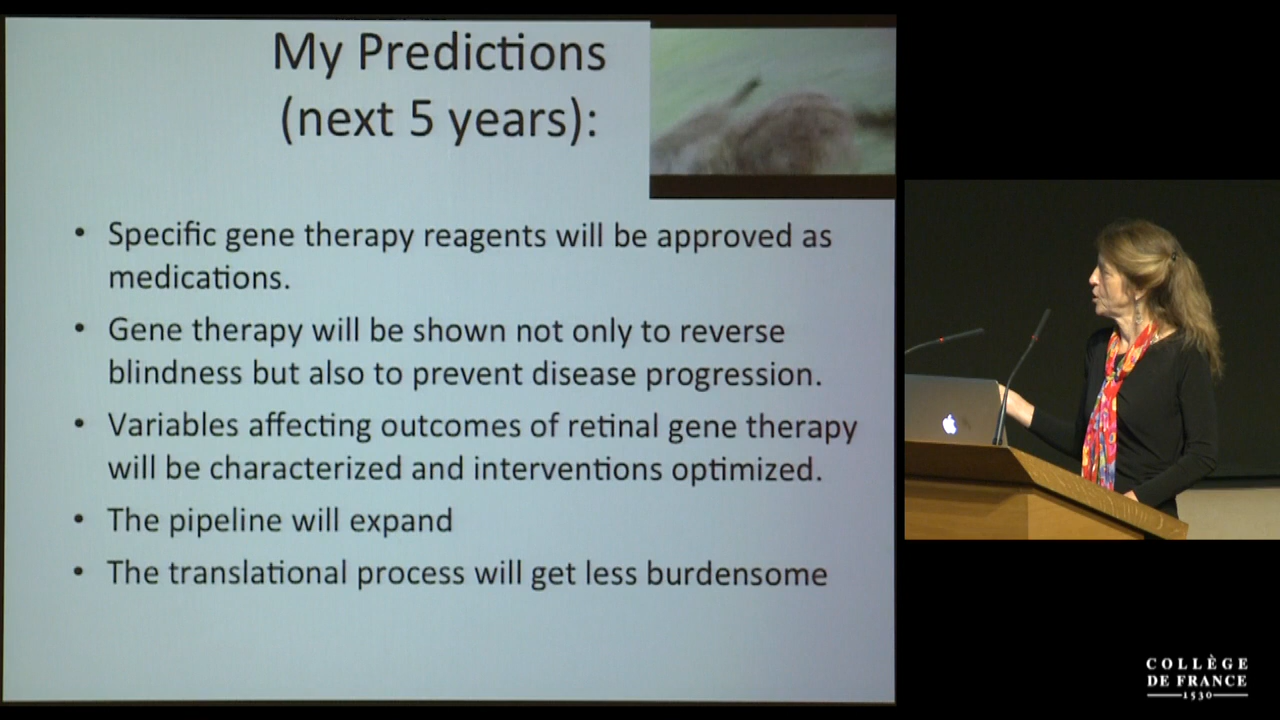 My Predictions
(next 5 years):
• Specific gene therapy reagents will be approved as
medications.
• Gene therapy will be shown not only to reverse
blindness but also to prevent disease progression.
• Variables affecting outcomes of retinal gene therapy
will be characterized and interventions optimized.
• The pipeline will expand
• The translational process will get less burdensome
COLLÈGE
DE FRANCE
1530